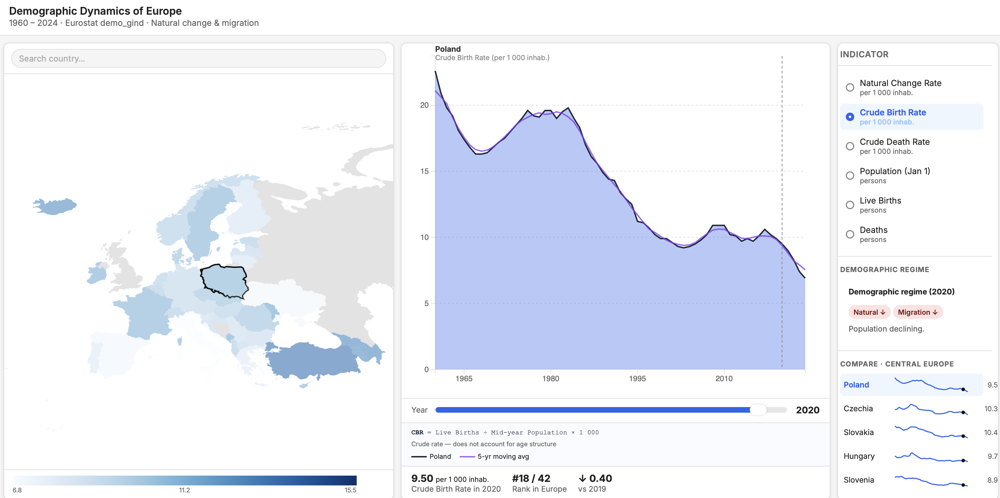 Demographic Dynamics of Europe
1960 – 2024 · Eurostat demo_gind · Natural change & migration
Search country...
6.8
11.2
15.5
Poland
Crude Birth Rate (per 1 000 inhab.)
20
15
10
5
0
1965
1980
1995
2010
Year
2020
CBR = Live Births ÷ Mid-year Population × 1 000
Crude rate — does not account for age structure
Poland
5-yr moving avg
9.50 per 1 000 inhab.
Crude Birth Rate in 2020
#18 / 42
Rank in Europe
↓ 0.40
vs 2019
INDICATOR
Natural Change Rate
per 1 000 inhab.
Crude Birth Rate
per 1 000 inhab.
Crude Death Rate
per 1 000 inhab.
Population (Jan 1)
persons
Live Births
persons
Deaths
persons
DEMOGRAPHIC REGIME
Demographic regime (2020)
Natural ↓ Migration ↓
Population declining.
COMPARE · CENTRAL EUROPE
Poland 9.5
Czechia 10.3
Slovakia 10.4
Hungary 9.7
Slovenia 8.9